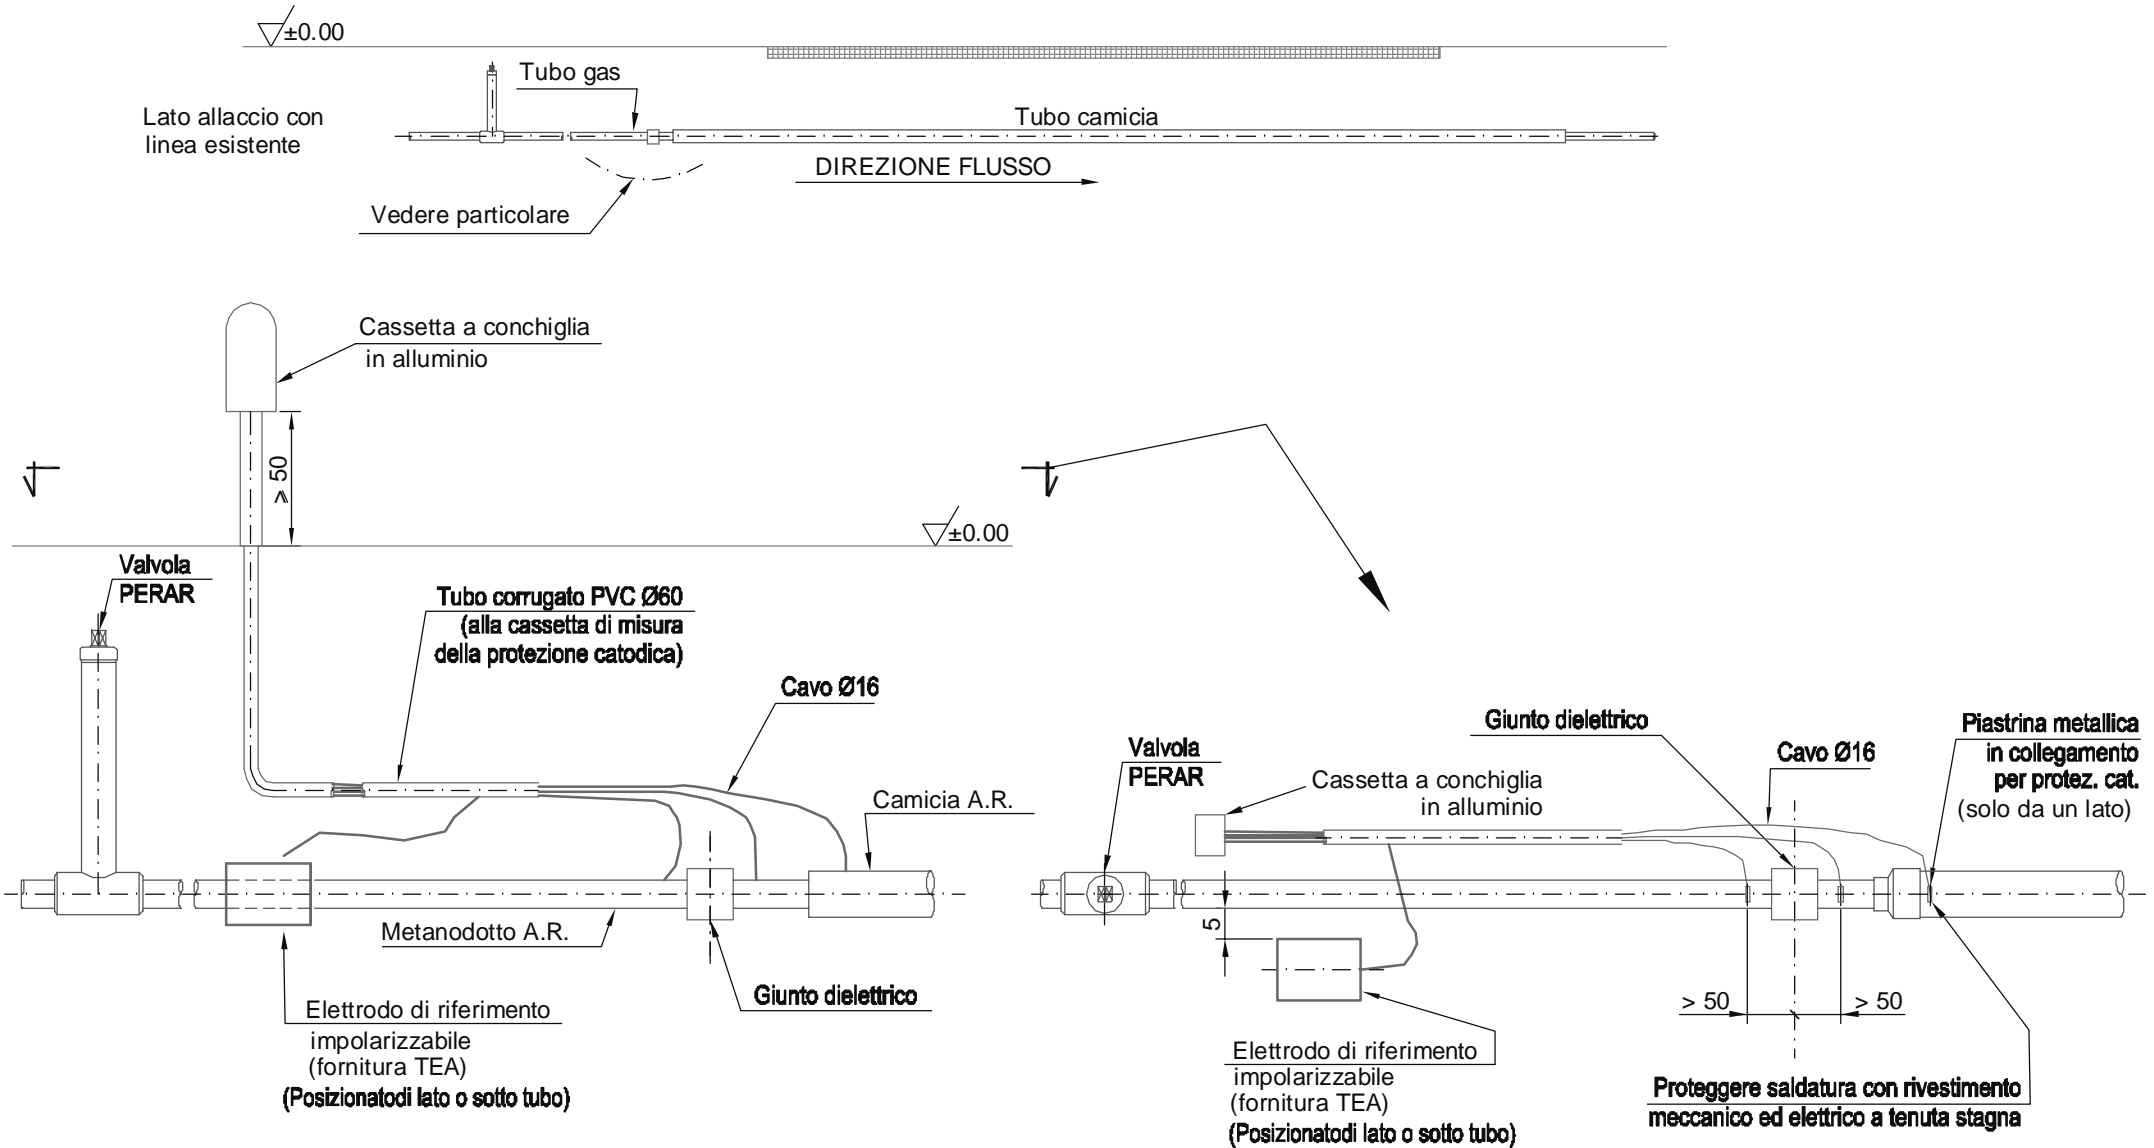 ±0.00
Tubo gas
Lato allaccio con
linea esistente
Tubo camicia
DIREZIONE FLUSSO
Vedere particolare
Cassetta a conchiglia
in alluminio
≥ 50
±0.00
Valvola
PERAR
Tubo corrugato PVC Ø60
(alla cassetta di misura
della protezione catodica)
Cavo Ø16
Camicia A.R.
Metanodotto A.R.
Giunto dielettrico
Elettrodo di riferimento
impolarizzabile
(fornitura TEA)
(Posizionatodi lato o sotto tubo)
Giunto dielettrico
Piastrina metallica
in collegamento
per protez. cat.
(solo da un lato)
Valvola
PERAR
Cavo Ø16
Cassetta a conchiglia
in alluminio
5
> 50
> 50
Elettrodo di riferimento
impolarizzabile
(fornitura TEA)
(Posizionatodi lato o sotto tubo)
Proteggere saldatura con rivestimento
meccanico ed elettrico a tenuta stagna